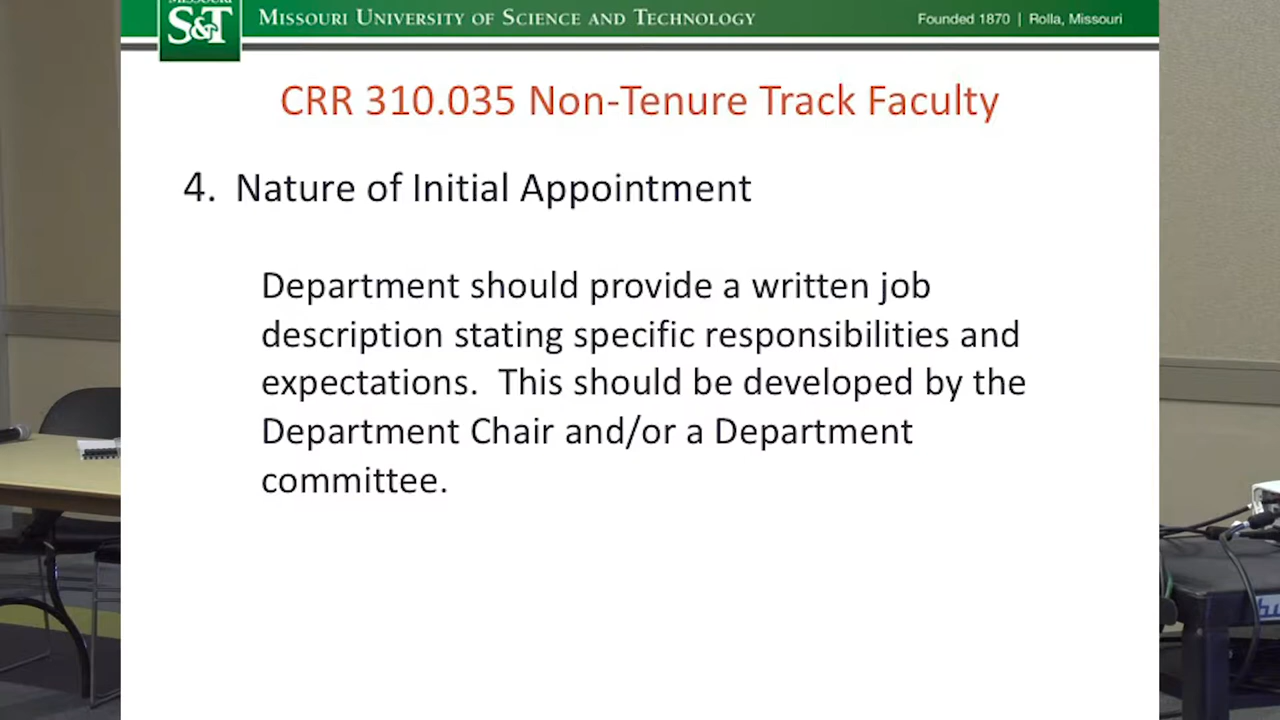 MISSOURI
S&T
MISSOURI UNIVERSITY OF SCIENCE AND TECHNOLOGY
Founded 1870 | Rolla, Missouri
CRR 310.035 Non-Tenure Track Faculty
4. Nature of Initial Appointment
Department should provide a written job
description stating specific responsibilities and
expectations. This should be developed by the
Department Chair and/or a Department
committee.